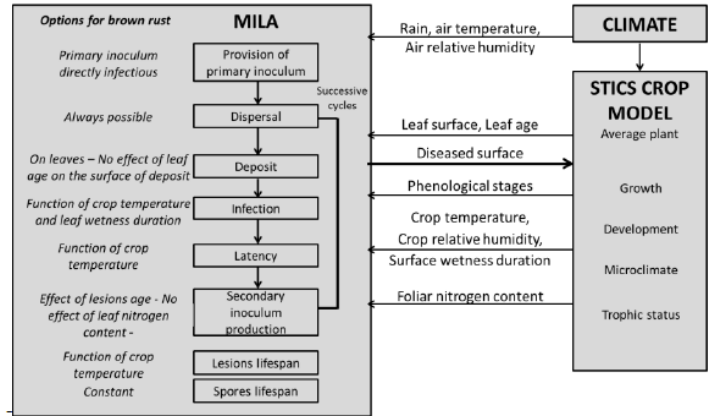 Options for brown rust
MILA
Primary inoculum
directly infectious
Provision of
primary inoculum
Successive
cycles
Always possible
Dispersal
On leaves – No effect of leaf
age on the surface of deposit
Deposit
Function of crop temperature
and leaf wetness duration
Infection
Function of crop
temperature
Latency
Effect of lesions age - No
effect of leaf nitrogen
content -
Secondary
inoculum
production
Function of crop
temperature
Lesions lifespan
Constant
Spores lifespan
Rain, air temperature,
Air relative humidity
Leaf surface, Leaf age
Diseased surface
Phenological stages
Crop temperature,
Crop relative humidity,
Surface wetness duration
Foliar nitrogen content
CLIMATE
STICS CROP
MODEL
Average plant
Growth
Development
Microclimate
Trophic status